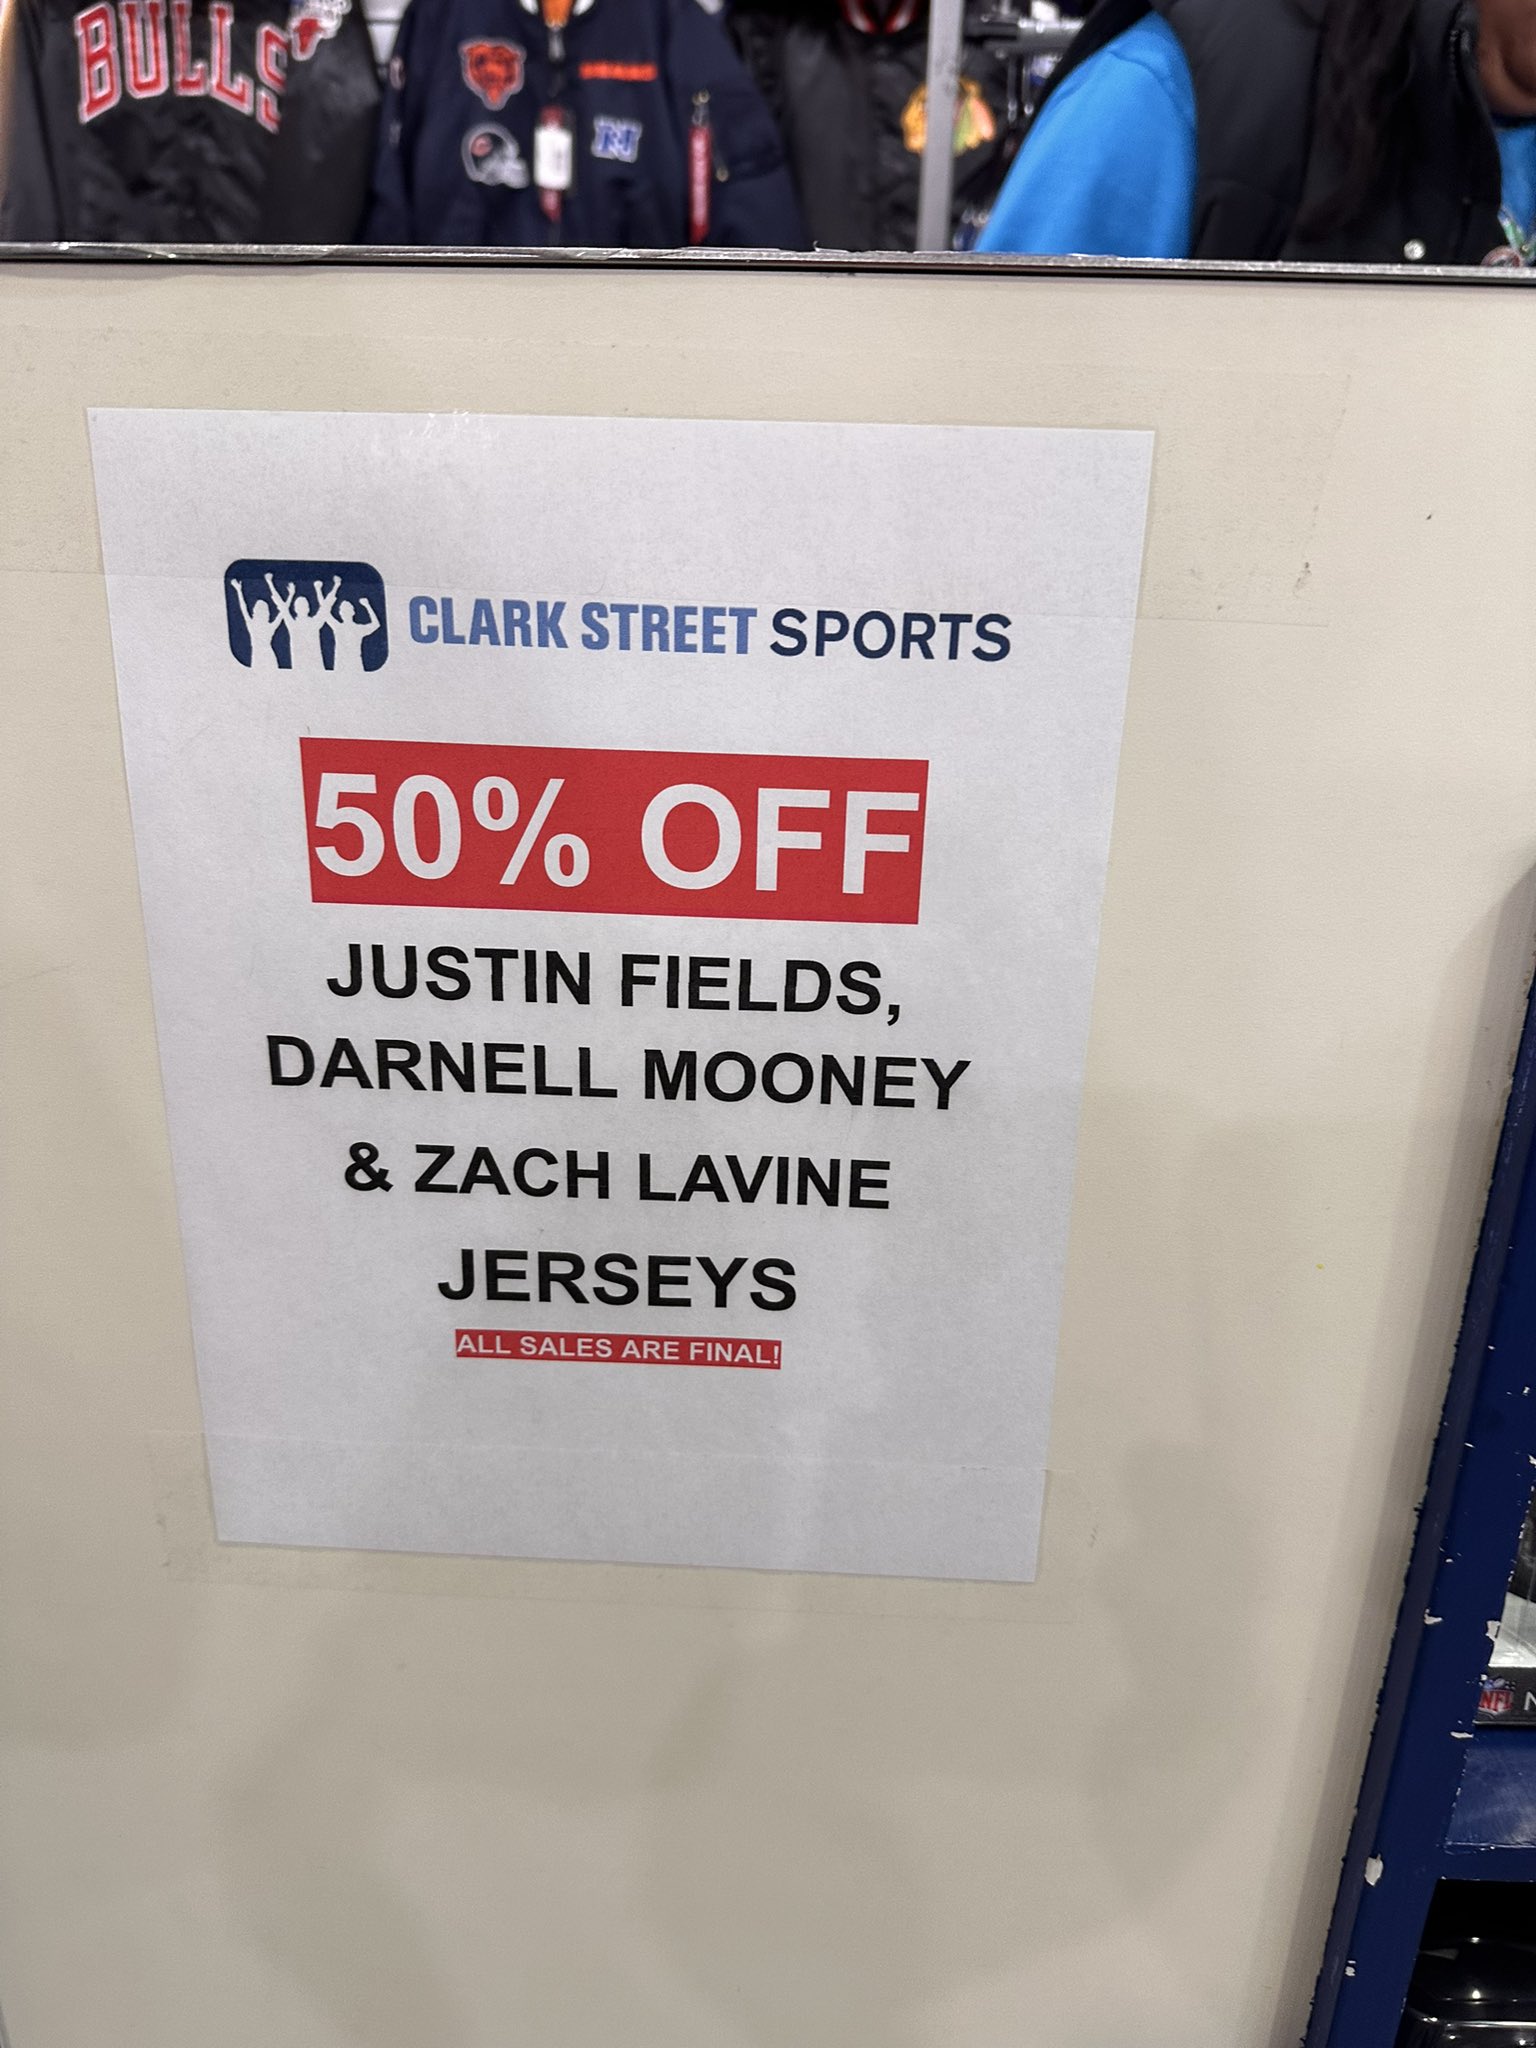 BULLS
CLARK STREET SPORTS
50% OFF
JUSTIN FIELDS,
DARNELL MOONEY
& ZACH LAVINE
JERSEYS
ALL SALES ARE FINAL!
NFL